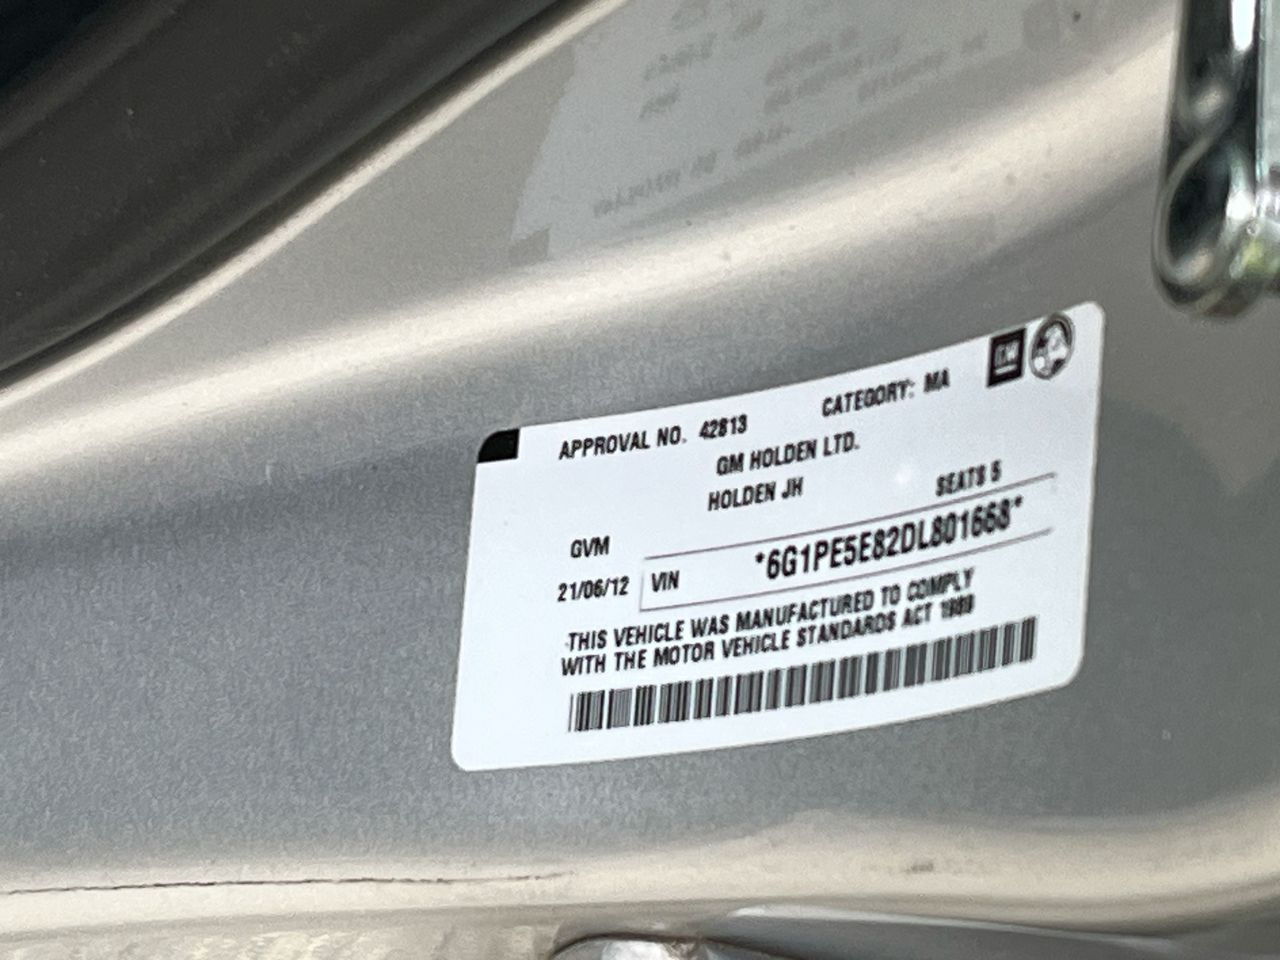 APPROVAL NO. 42813 CATEGORY: MA GM
GM HOLDEN LTD.
HOLDEN JH SEATS 5
GVM
21/06/12 VIN *6G1PE5E82DL801668*
THIS VEHICLE WAS MANUFACTURED TO COMPLY
WITH THE MOTOR VEHICLE STANDARDS ACT 1989